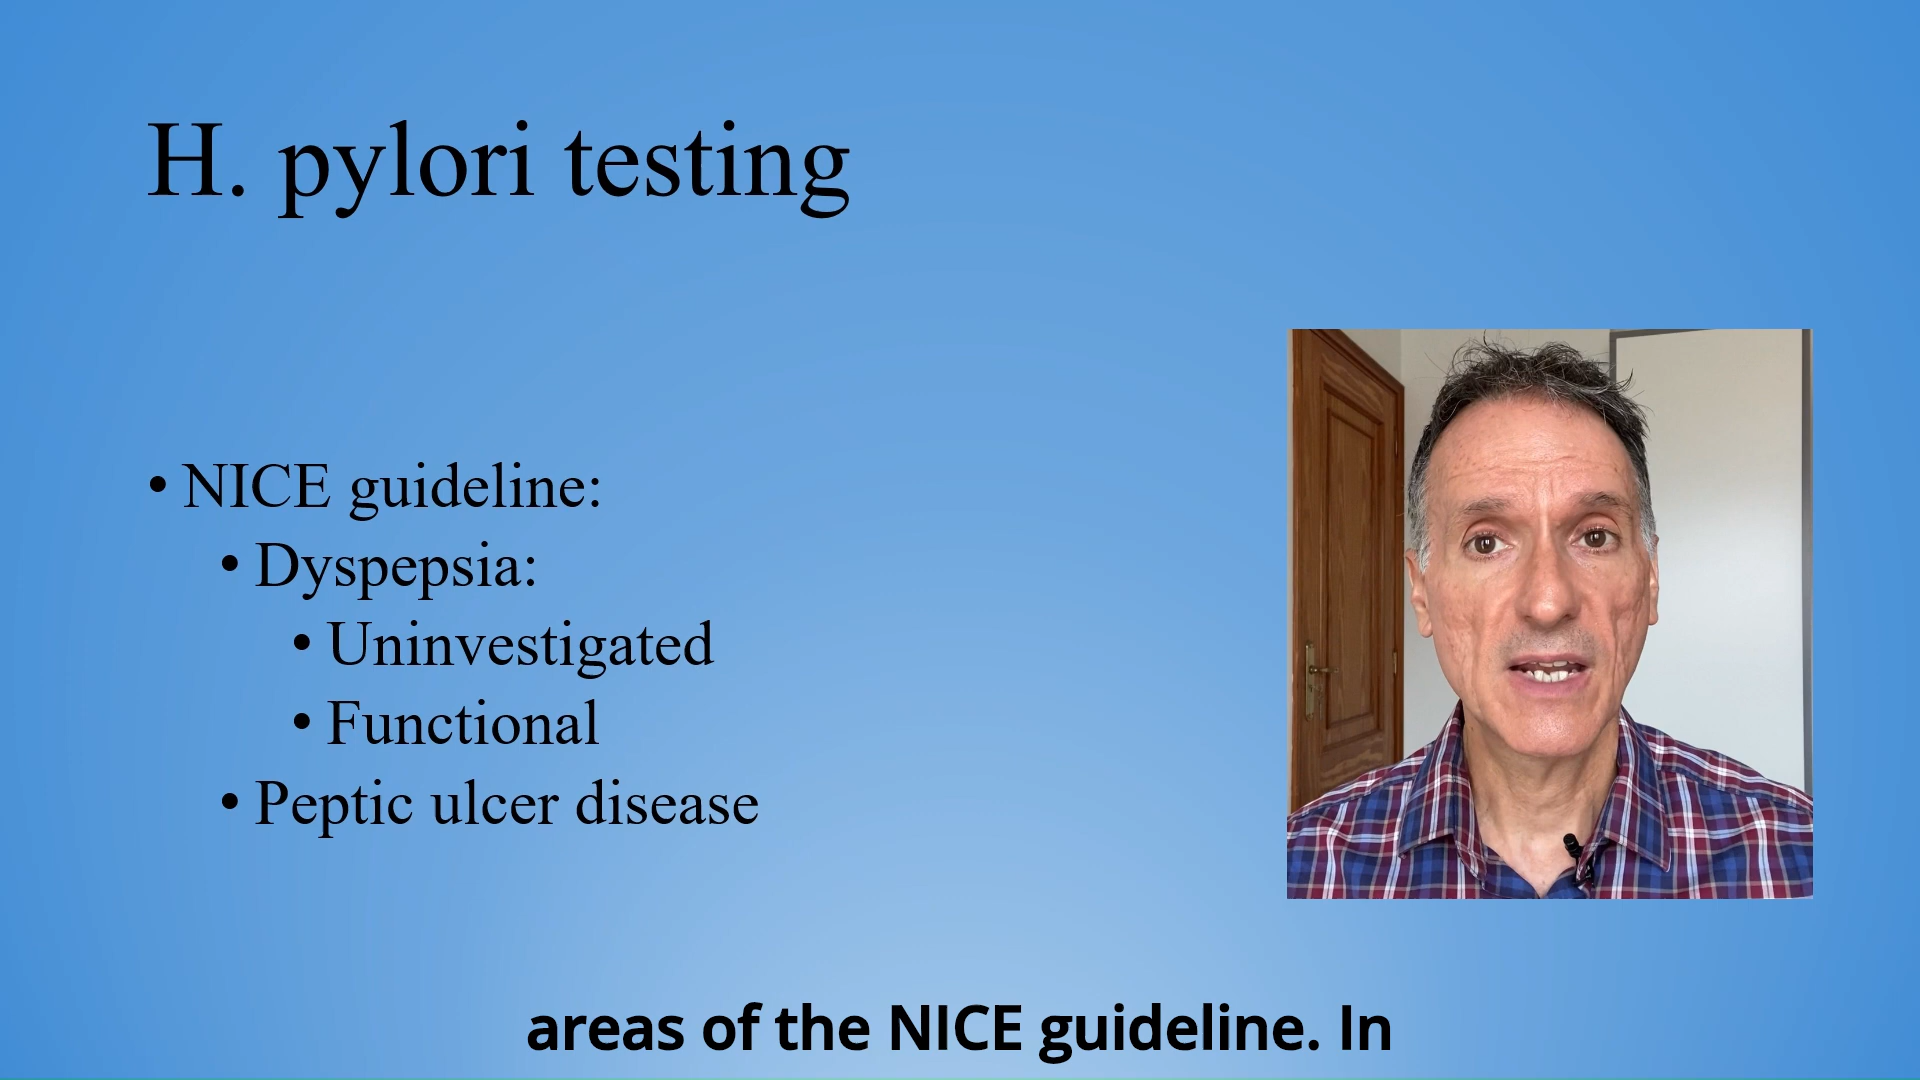 H. pylori testing
• NICE guideline:
• Dyspepsia:
• Uninvestigated
• Functional
• Peptic ulcer disease
areas of the NICE guideline. In